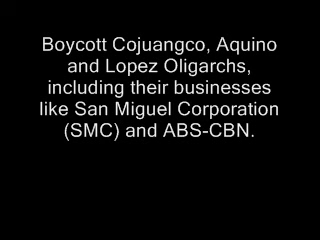 Boycott Cojuangco, Aquino
and Lopez Oligarchs,
including their businesses
like San Miguel Corporation
(SMC) and ABS-CBN.